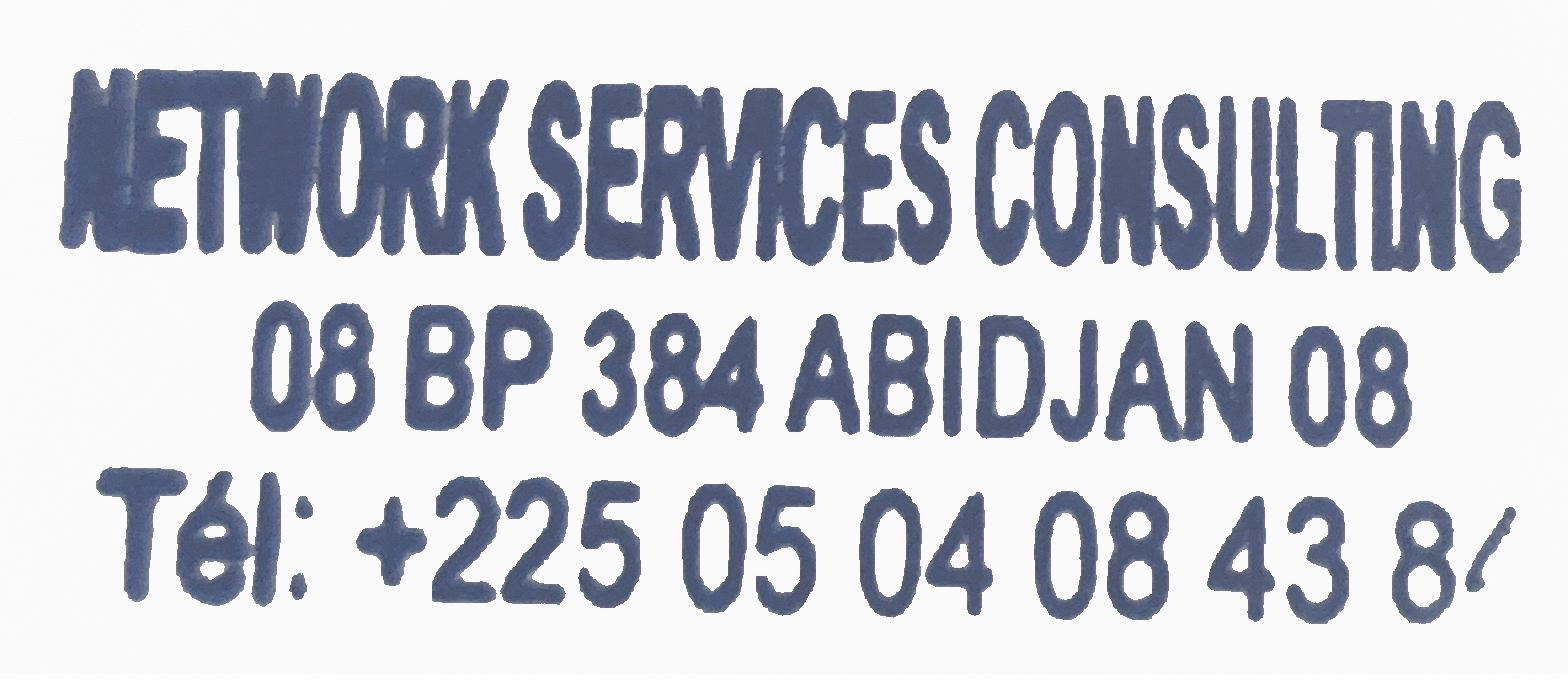 NETWORK SERVICES CONSULTING
08 BP 384 ABIDJAN 08
Tél: +225 05 04 08 43 8